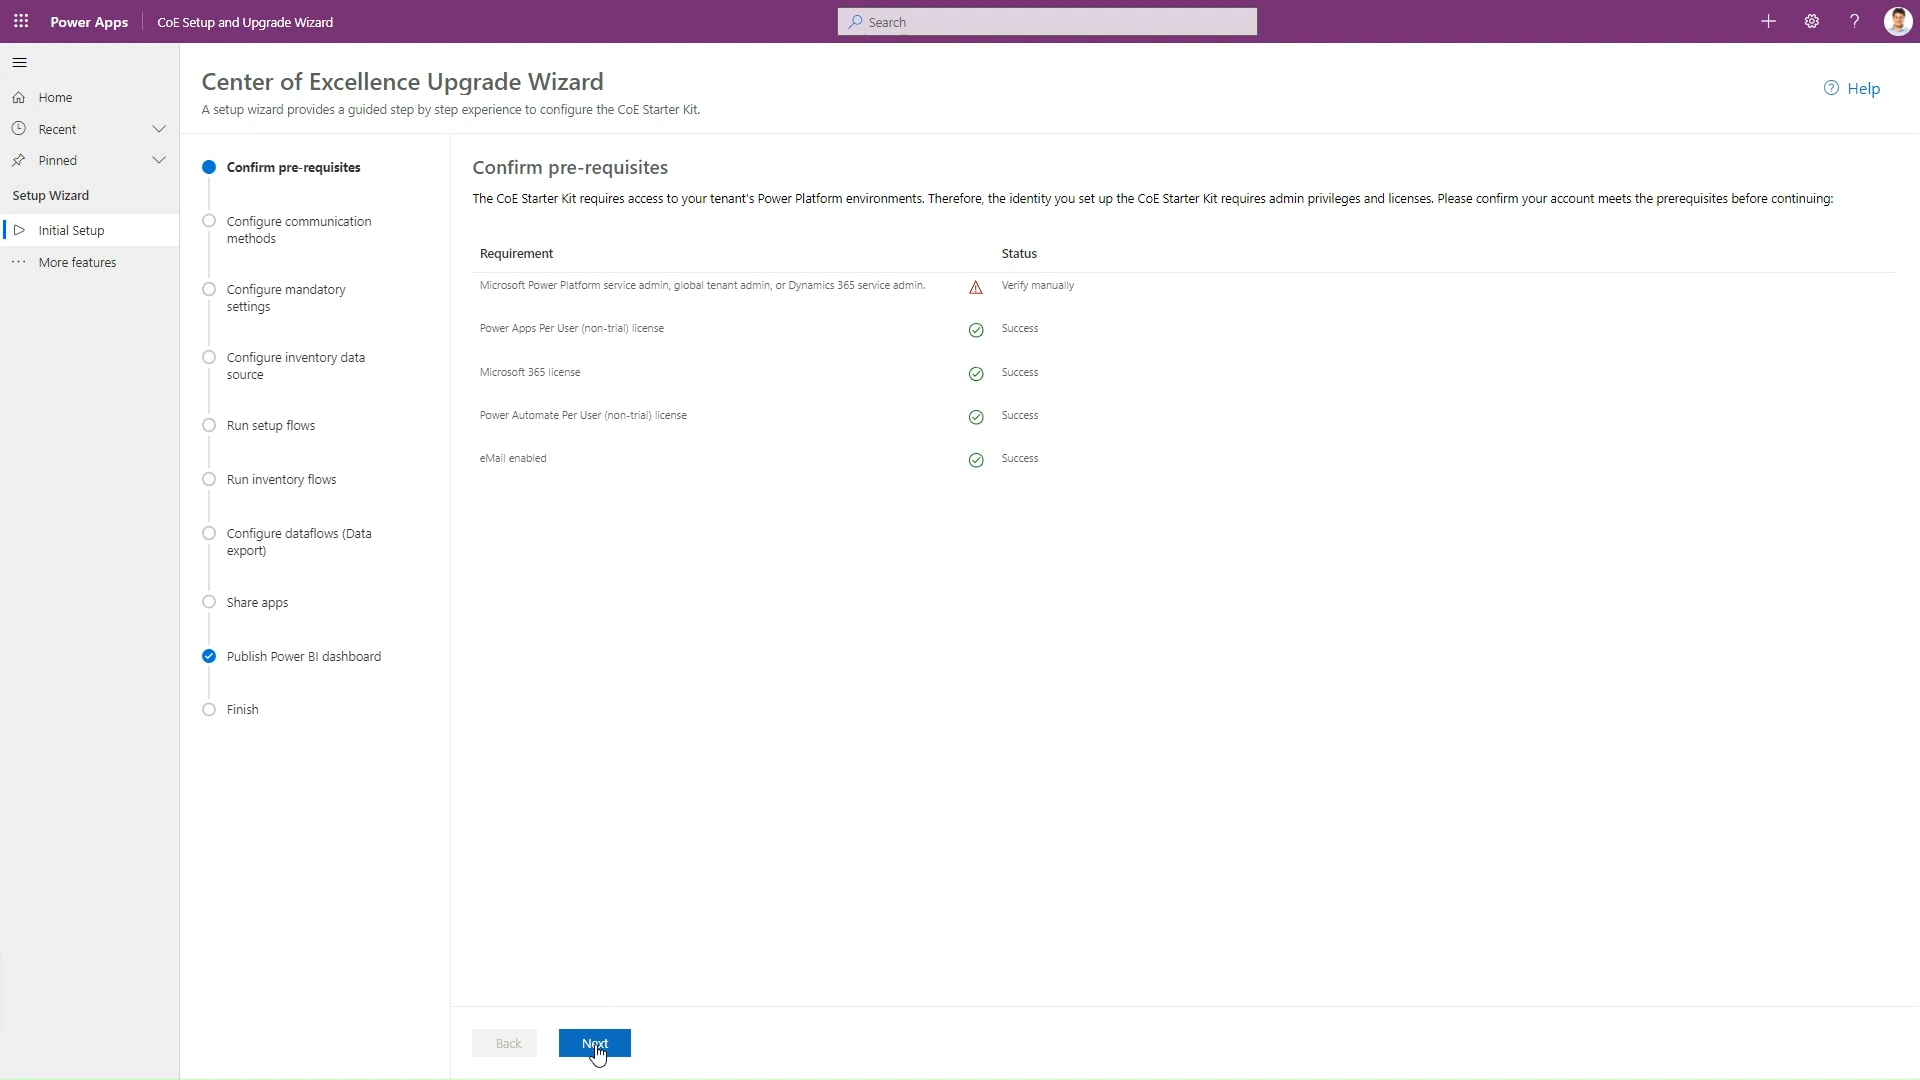 Power Apps
CoE Setup and Upgrade Wizard
Search
Home
Recent
Pinned
Setup Wizard
Initial Setup
More features
Center of Excellence Upgrade Wizard
A setup wizard provides a guided step by step experience to configure the CoE Starter Kit.
Help
Confirm pre-requisites
Configure communication
methods
Configure mandatory
settings
Configure inventory data
source
Run setup flows
Run inventory flows
Configure dataflows (Data
export)
Share apps
Publish Power BI dashboard
Finish
Confirm pre-requisites
The CoE Starter Kit requires access to your tenant's Power Platform environments. Therefore, the identity you set up the CoE Starter Kit requires admin privileges and licenses. Please confirm your account meets the prerequisites before continuing:
Requirement Status
Microsoft Power Platform service admin, global tenant admin, or Dynamics 365 service admin. Verify manually
Power Apps Per User (non-trial) license Success
Microsoft 365 license Success
Power Automate Per User (non-trial) license Success
eMail enabled Success
Back
Next